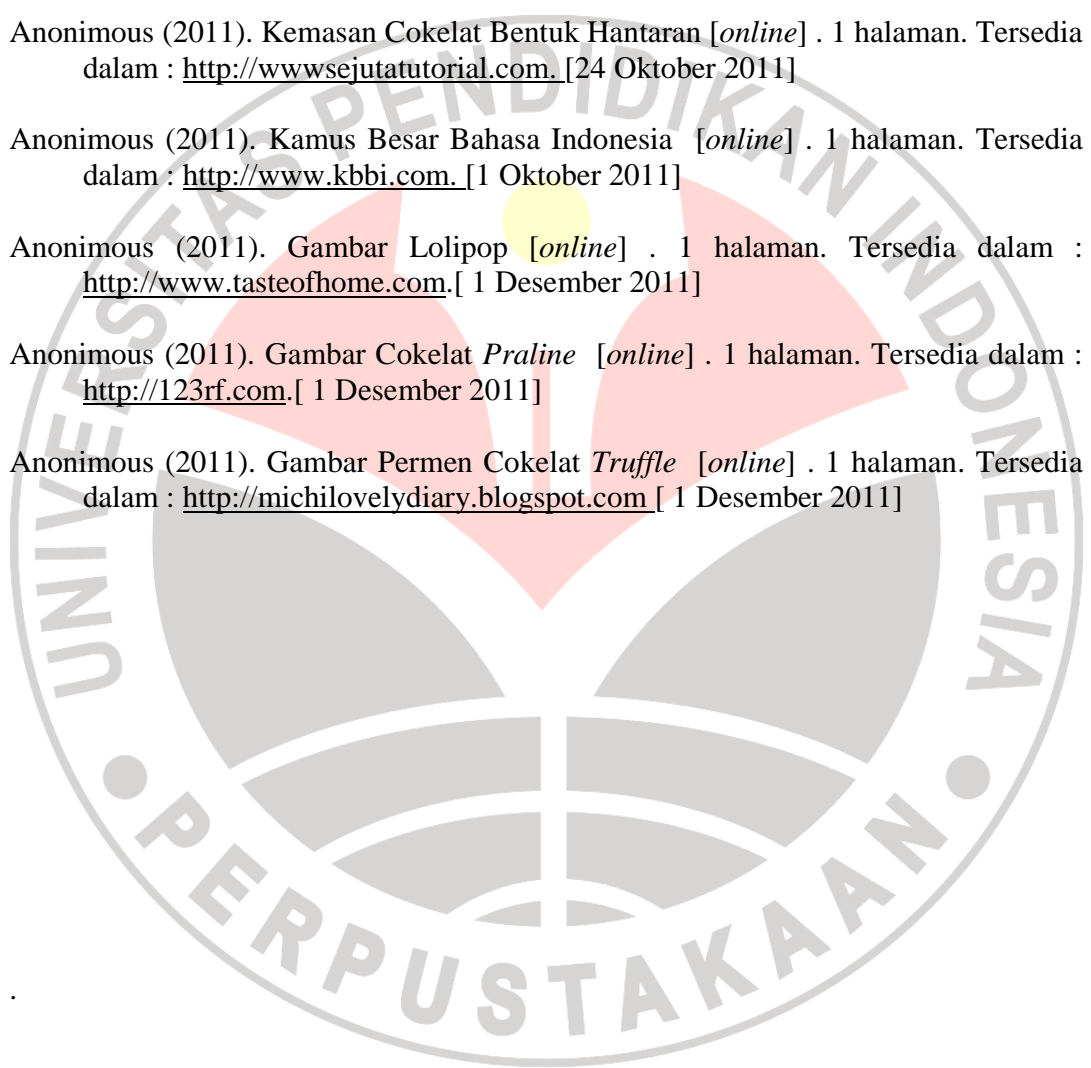 Anonimous (2011). Kemasan Cokelat Bentuk Hantaran [online] . 1 halaman. Tersedia
dalam : http://wwwsejutatutorial.com. [24 Oktober 2011]
Anonimous (2011). Kamus Besar Bahasa Indonesia [online] . 1 halaman. Tersedia
dalam : http://www.kbbi.com. [1 Oktober 2011]
Anonimous (2011). Gambar Lolipop [online] . 1 halaman. Tersedia dalam :
http://www.tasteofhome.com.[ 1 Desember 2011]
Anonimous (2011). Gambar Cokelat Praline [online] . 1 halaman. Tersedia dalam :
http://123rf.com.[ 1 Desember 2011]
Anonimous (2011). Gambar Permen Cokelat Truffle [online] . 1 halaman. Tersedia
dalam : http://michilovelydiary.blogspot.com [ 1 Desember 2011]
.
UNIVERSITAS PENDIDIKAN INDONESIA
PERPUSTAKAAN